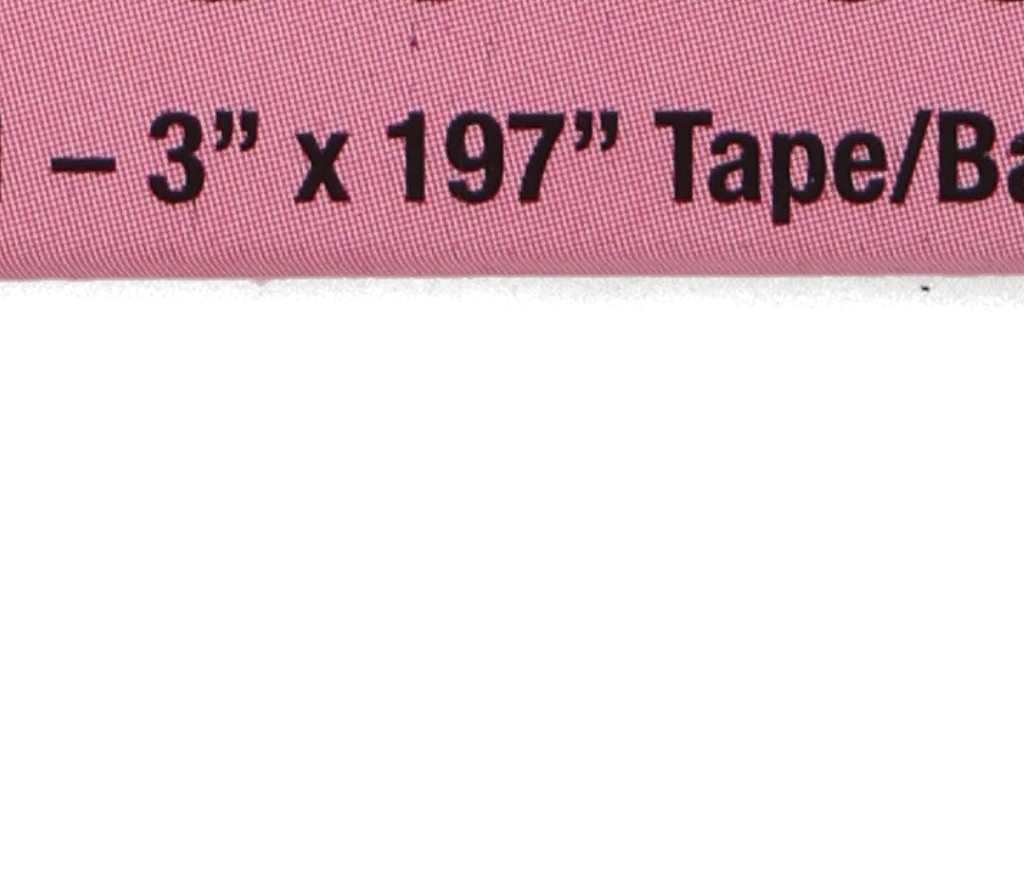 – 3” x 197” Tape/Ba